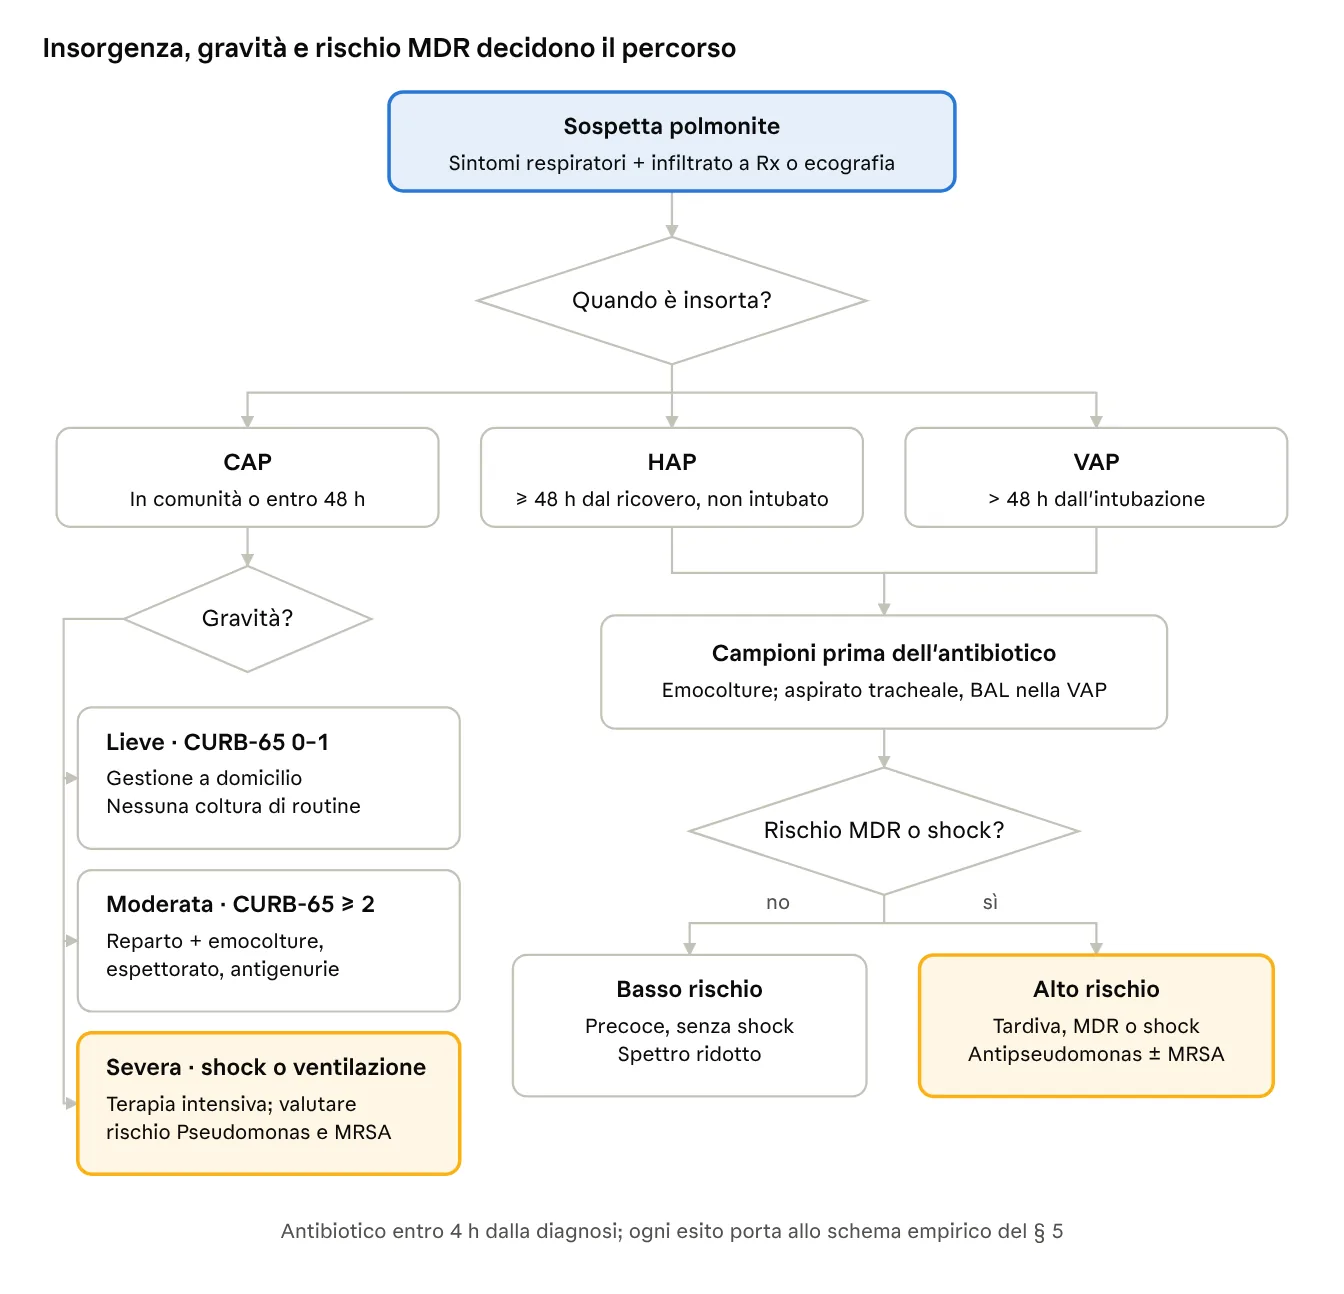 Insorgenza, gravità e rischio MDR decidono il percorso
Sospetta polmonite
Sintomi respiratori + infiltrato a Rx o ecografia
Quando è insorta?
CAP
In comunità o entro 48 h
HAP
≥ 48 h dal ricovero, non intubato
VAP
> 48 h dall'intubazione
Gravità?
Lieve · CURB-65 0–1
Gestione a domicilio
Nessuna coltura di routine
Moderata · CURB-65 ≥ 2
Reparto + emocolture,
espettorato, antigenurie
Severa · shock o ventilazione
Terapia intensiva; valutare
rischio Pseudomonas e MRSA
Campioni prima dell'antibiotico
Emocolture; aspirato tracheale, BAL nella VAP
Rischio MDR o shock?
no
sì
Basso rischio
Precoce, senza shock
Spettro ridotto
Alto rischio
Tardiva, MDR o shock
Antipseudomonas ± MRSA
Antibiotico entro 4 h dalla diagnosi; ogni esito porta allo schema empirico del § 5